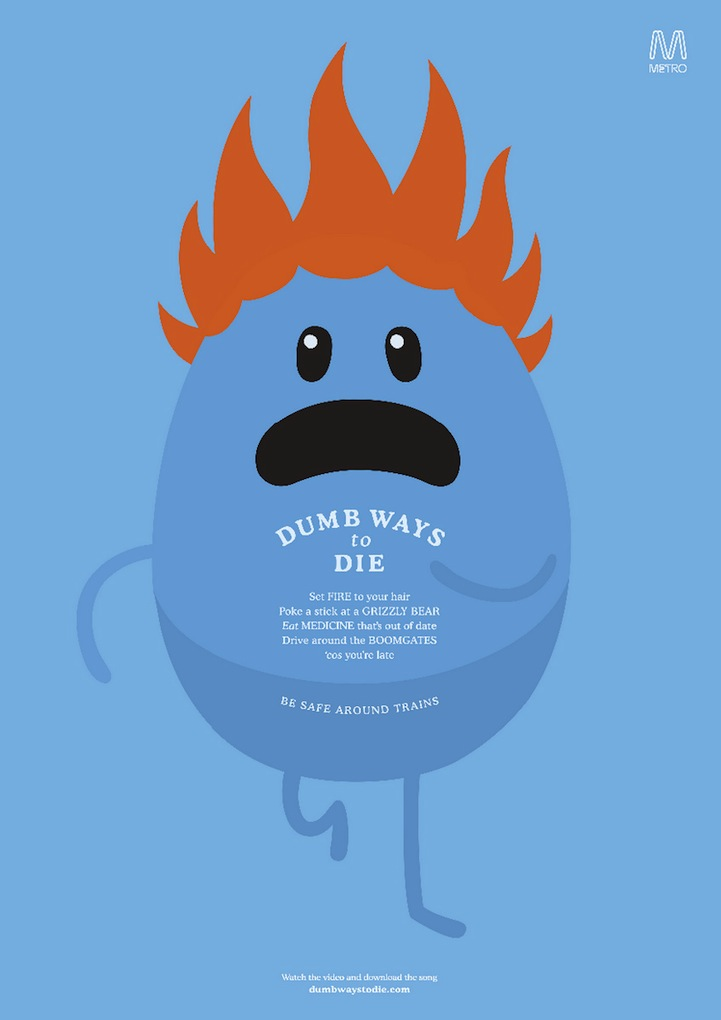 METRO
DUMB WAYS
to
DIE
Set FIRE to your hair
Poke a stick at a GRIZZLY BEAR
Eat MEDICINE that's out of date
Drive around the BOOMGATES
'cos you're late
BE SAFE AROUND TRAINS
Watch the video and download the song
dumbwaystodie.com